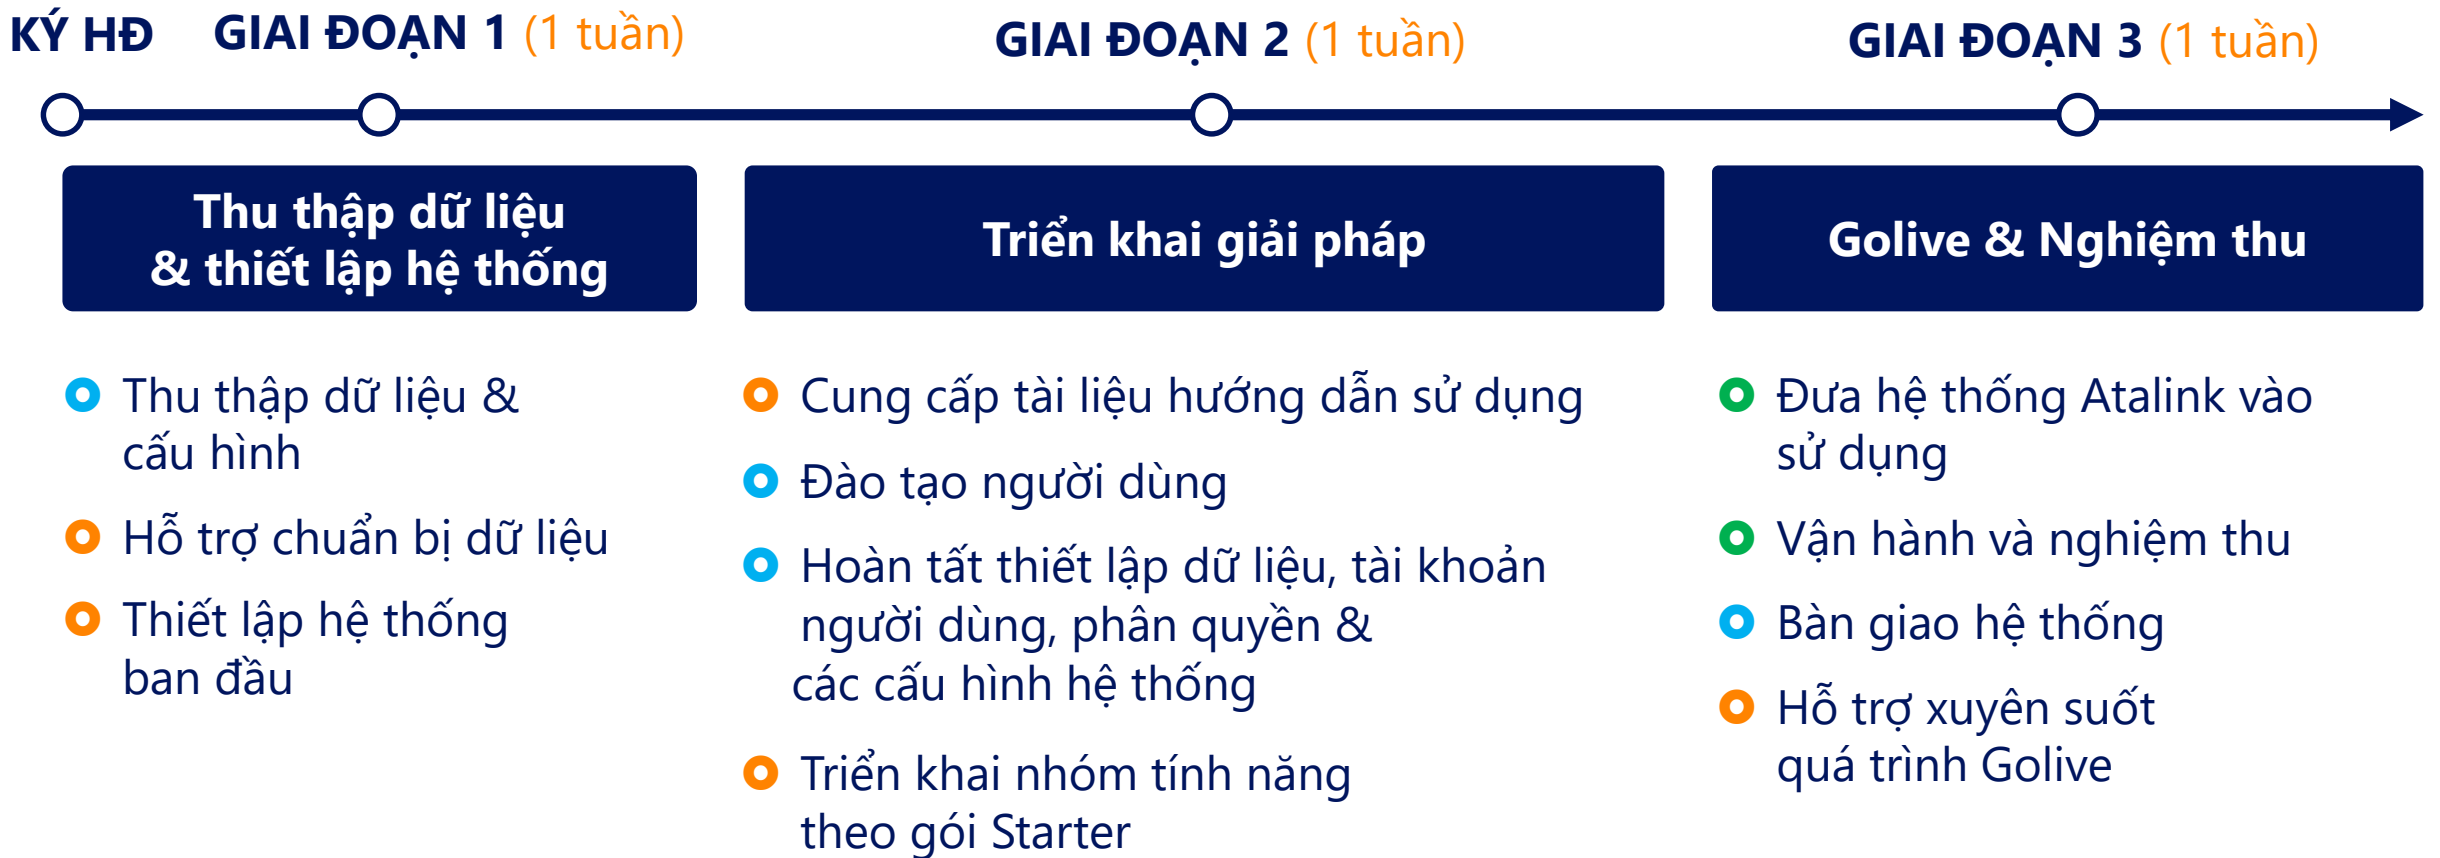 KÝ HĐ
GIAI ĐOẠN 1 (1 tuần)
GIAI ĐOẠN 2 (1 tuần)
GIAI ĐOẠN 3 (1 tuần)
Thu thập dữ liệu
& thiết lập hệ thống
Thu thập dữ liệu &
cấu hình
Hỗ trợ chuẩn bị dữ liệu
Thiết lập hệ thống
ban đầu
Triển khai giải pháp
Cung cấp tài liệu hướng dẫn sử dụng
Đào tạo người dùng
Hoàn tất thiết lập dữ liệu, tài khoản
người dùng, phân quyền &
các cấu hình hệ thống
Triển khai nhóm tính năng
theo gói Starter
Golive & Nghiệm thu
Đưa hệ thống Atalink vào
sử dụng
Vận hành và nghiệm thu
Bàn giao hệ thống
Hỗ trợ xuyên suốt
quá trình Golive